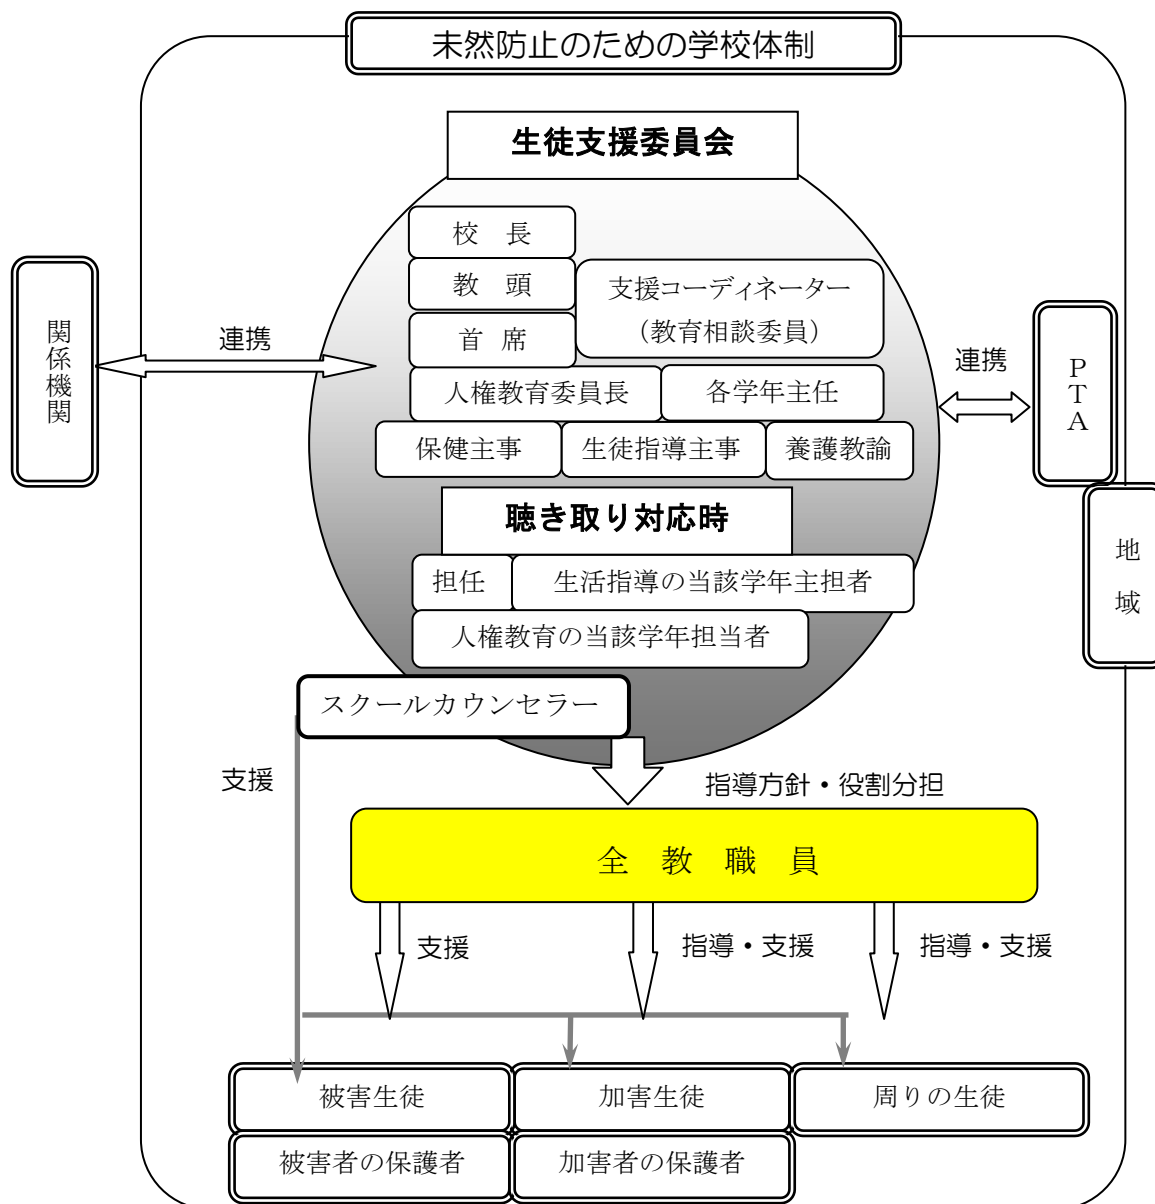 未然防止のための学校体制
生徒支援委員会
校 長
教 頭
首 席
支援コーディネーター
(教育相談委員)
人権教育委員長
各学年主任
保健主事
生徒指導主事
養護教諭
関係機関
連携
連携
PTA
地域
聴き取り対応時
担任
生活指導の当該学年主担者
人権教育の当該学年担当者
スクールカウンセラー
支援
指導方針・役割分担
全 教 職 員
支援
指導・支援
指導・支援
被害生徒
加害生徒
周りの生徒
被害者の保護者
加害者の保護者